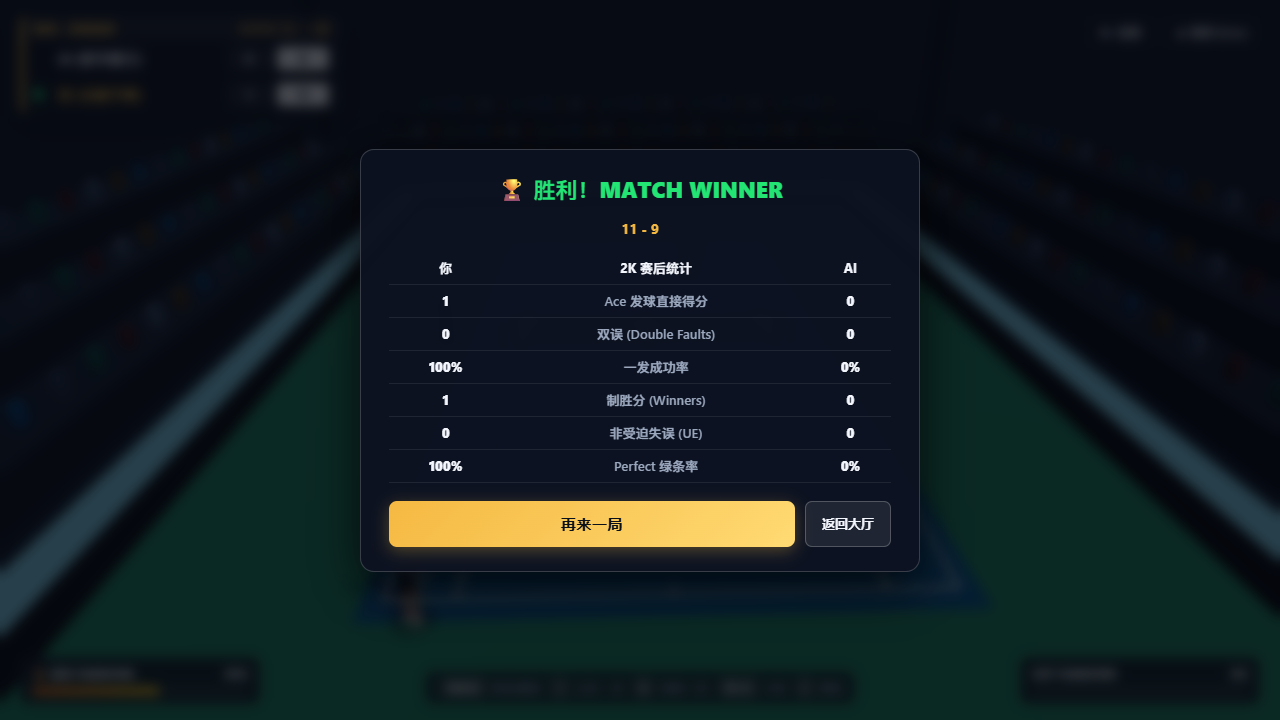 🏆 胜利！MATCH WINNER
11 - 9
你 2K 赛后统计 AI
1 Ace 发球直接得分 0
0 双误 (Double Faults) 0
100% 一发成功率 0%
1 制胜分 (Winners) 0
0 非受迫失误 (UE) 0
100% Perfect 绿条率 0%
再来一局 返回大厅